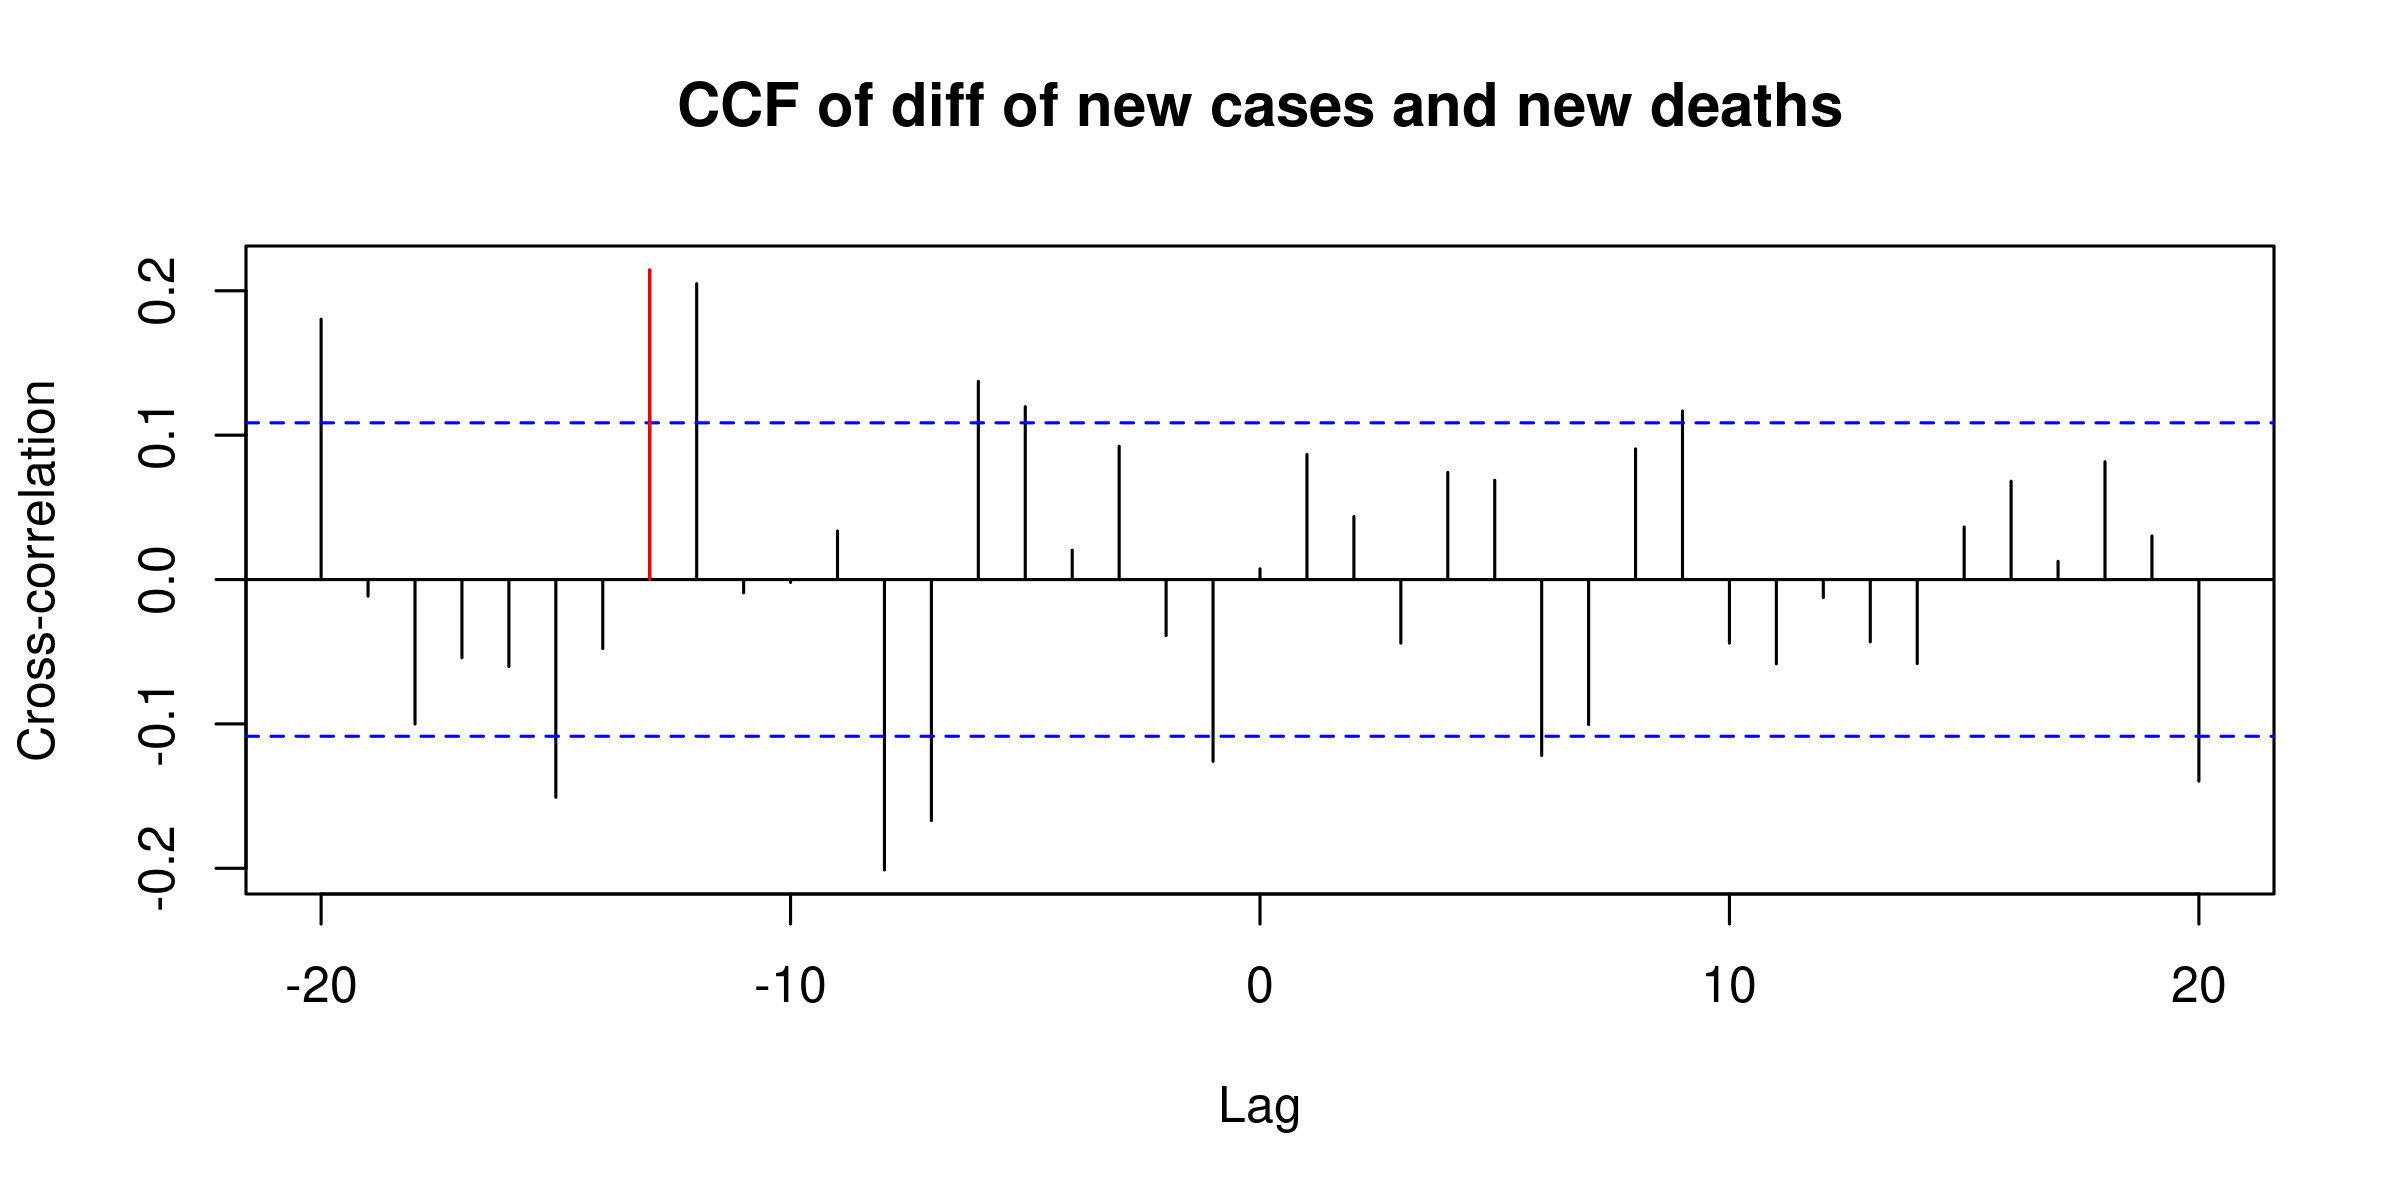 CCF of diff of new cases and new deaths
Cross-correlation
0.2
0.1
0.0
-0.1
-0.2
-20 -10 0 10 20
Lag